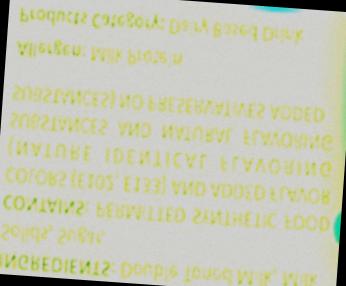 INGREDIENTS: Double Toned Milk, Milk
Solids, Sugar,
CONTAINS: PERMITTED SYNTHETIC FOOD
COLORS (E102, E133) AND ADDED FLAVOR
(NATURE IDENTICAL FLAVORING
SUBSTANCES AND NATURAL FLAVORING
SUBSTANCES) NO PRESERVATIVES ADDED
Allergen: Milk Protein
Products Category: Dairy Based Drink